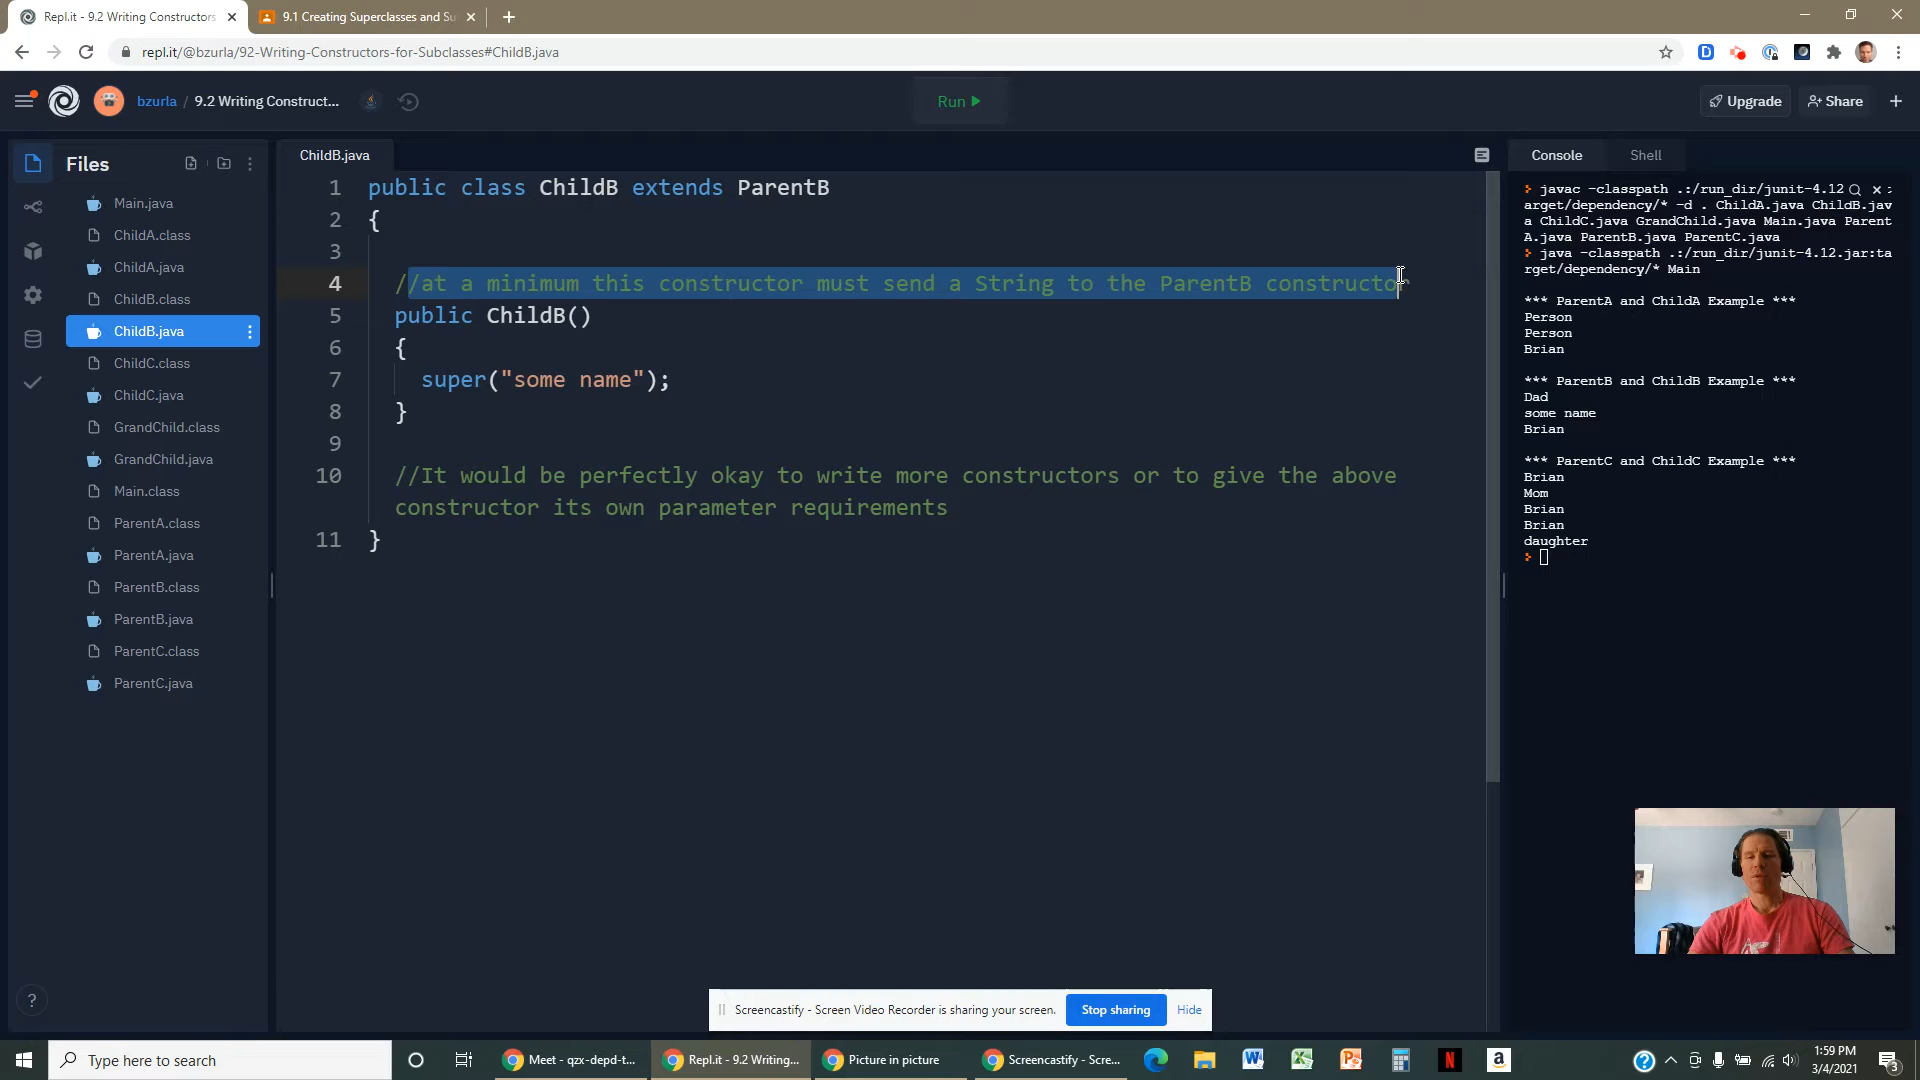 Repl.it - 9.2 Writing Constructors
9.1 Creating Superclasses and Su
repl.it/@bzurla/92-Writing-Constructors-for-Subclasses#ChildB.java
bzurla / 9.2 Writing Construct...
Run
Upgrade
Share
Files
Main.java
ChildA.class
ChildA.java
ChildB.class
ChildB.java
ChildC.class
ChildC.java
GrandChild.class
GrandChild.java
Main.class
ParentA.class
ParentA.java
ParentB.class
ParentB.java
ParentC.class
ParentC.java
ChildB.java
1 public class ChildB extends ParentB
2 {
3
4 //at a minimum this constructor must send a String to the ParentB constructor
5 public ChildB()
6 {
7 super("some name");
8 }
9
10 //It would be perfectly okay to write more constructors or to give the above
constructor its own parameter requirements
11 }
Console
Shell
javac -classpath .:/run_dir/junit-4.12
arget/dependency/* -d . ChildA.java ChildB.jav
a ChildC.java GrandChild.java Main.java Parent
A.java ParentB.java ParentC.java
java -classpath .:/run_dir/junit-4.12.jar:ta
rget/dependency/* Main
*** ParentA and ChildA Example ***
Person
Person
Brian
*** ParentB and ChildB Example ***
Dad
some name
Brian
*** ParentC and ChildC Example ***
Brian
Mom
Brian
Brian
daughter
?
Screencastify - Screen Video Recorder is sharing your screen.
Stop sharing
Hide
Type here to search
Meet - qzx-depd-t...
Repl.it - 9.2 Writing...
Picture in picture
Screencastify - Scre...
1:59 PM
3/4/2021
3